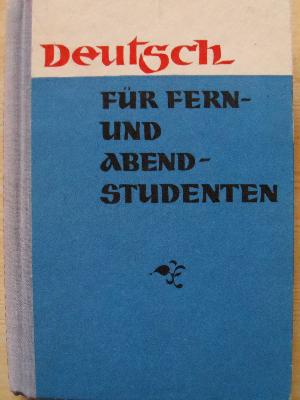 Deutsch
FÜR FERN-
UND
ABEND-
STUDENTEN